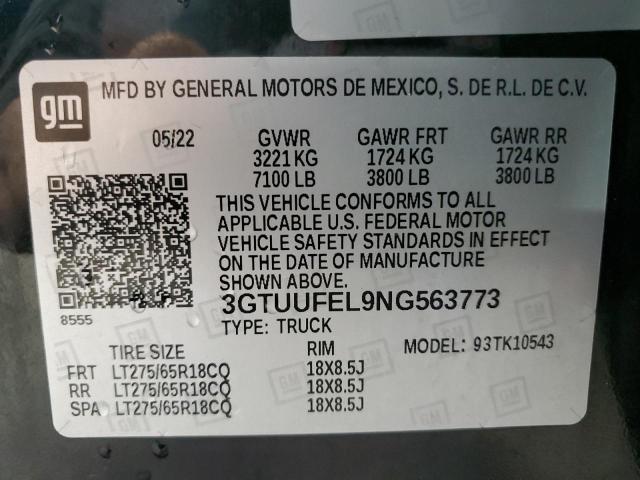 gm MFD BY GENERAL MOTORS DE MEXICO, S. DE R.L. DE C.V.
05/22 GVWR GAWR FRT GAWR RR
3221 KG 1724 KG 1724 KG
7100 LB 3800 LB 3800 LB
THIS VEHICLE CONFORMS TO ALL
APPLICABLE U.S. FEDERAL MOTOR
VEHICLE SAFETY STANDARDS IN EFFECT
ON THE DATE OF MANUFACTURE
SHOWN ABOVE.
8555 3GTUUFEL9NG563773
TYPE: TRUCK
TIRE SIZE RIM MODEL: 93TK10543
FRT LT275/65R18CQ 18X8.5J
RR LT275/65R18CQ 18X8.5J
SPA LT275/65R18CQ 18X8.5J